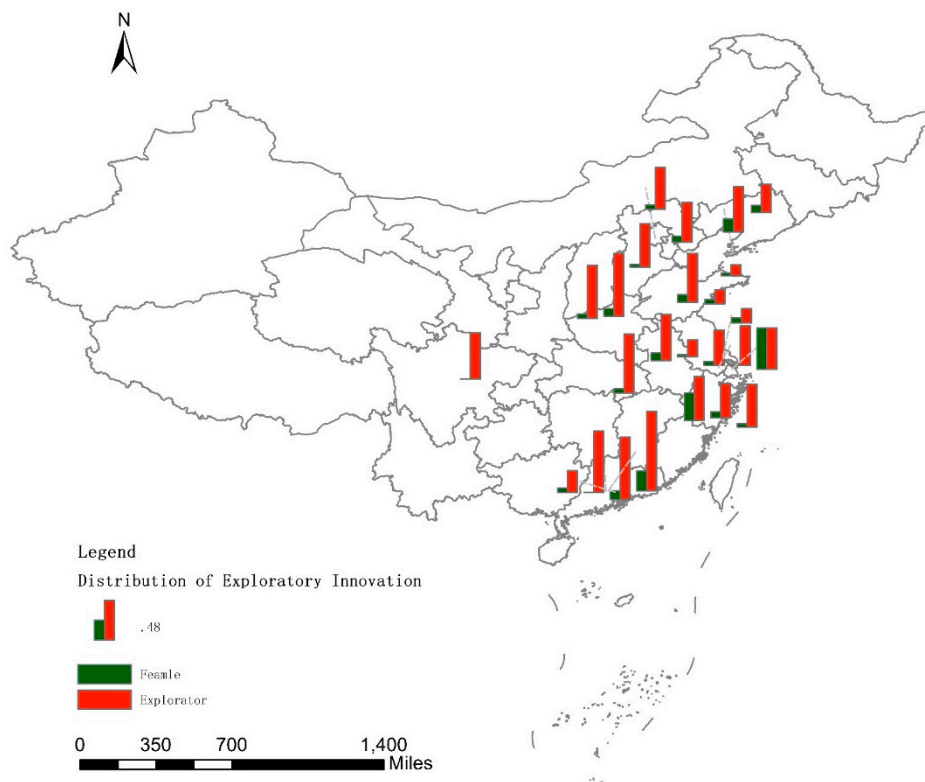 N
Legend
Distribution of Exploratory Innovation
.48
Feamle
Explorator
0 350 700 1,400
Miles